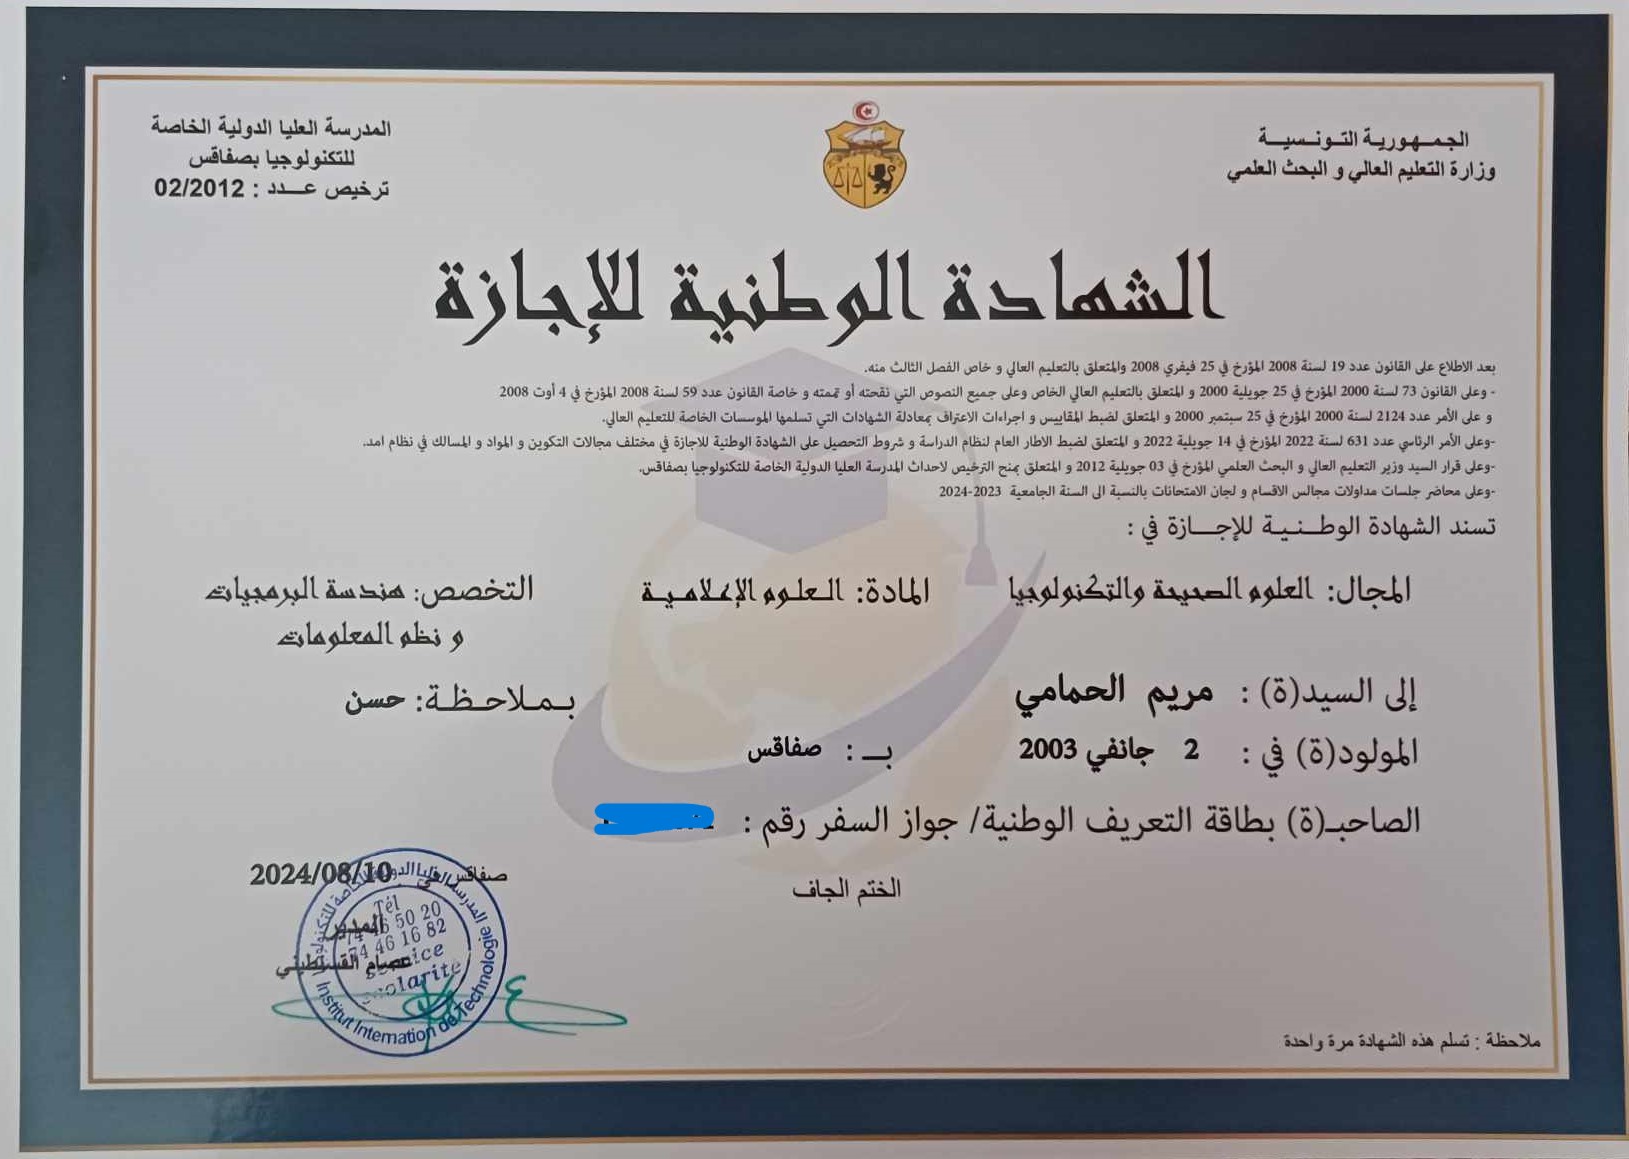 الجمهورية التونسية
وزارة التعليم العالي و البحث العلمي
المدرسة العليا الدولية الخاصة
للتكنولوجيا بصفاقس
ترخيص عدد : 02/2012
الشهادة الوطنية للإجازة
بعد الاطلاع على القانون عدد 19 لسنة 2008 المؤرخ في 25 فيفري 2008 والمتعلق بالتعليم العالي و خاص الفصل الثالث منه.
- وعلى القانون 73 لسنة 2000 المؤرخ في 25 جويلية 2000 و المتعلق بالتعليم العالي الخاص وعلى جميع النصوص التي نقحته أو تممته و خاصة القانون عدد 59 لسنة 2008 المؤرخ في 4 أوت 2008
و على الأمر عدد 2124 لسنة 2000 المؤرخ في 25 سبتمبر 2000 و المتعلق لضبط المقاييس و اجراءات الاعتراف بمعادلة الشهادات التي تسلمها الموسسات الخاصة للتعليم العالي.
-وعلى الأمر الرئاسي عدد 631 لسنة 2022 المؤرخ في 14 جويلية 2022 و المتعلق لضبط الاطار العام لنظام الدراسة و شروط التحصيل على الشهادة الوطنية للاجازة في مختلف مجالات التكوين و المواد و المسالك في نظام امد.
-وعلى قرار السيد وزير التعليم العالي و البحث العلمي المؤرخ في 03 جويلية 2012 و المتعلق بمنح الترخيص لاحداث المدرسة العليا الدولية الخاصة للتكنولوجيا بصفاقس.
-وعلى محاضر جلسات مداولات مجالس الاقسام و لجان الامتحانات بالنسبة الى السنة الجامعية 2023-2024
تسند الشهادة الوطنية للإجازة في :
المجال: العلوم الصحيحة والتكنولوجيا المادة: العلوم الإعلامية التخصص: هندسة البرمجيات
و نظم المعلومات
إلى السيد(ة) : مريم الحمامي بملاحظة: حسن
المولود(ة) في : 2 جانفي 2003 بـ : صفاقس
الصاحبـ(ة) بطاقة التعريف الوطنية/ جواز السفر رقم :
صفاقس في 2024/08/10
الختم الجاف
المدير
عصام القسنطيني
Tél
74 46 50 20
74 46 16 82
Service
Scolarité
Institut Internation de Technologie
ملاحظة : تسلم هذه الشهادة مرة واحدة